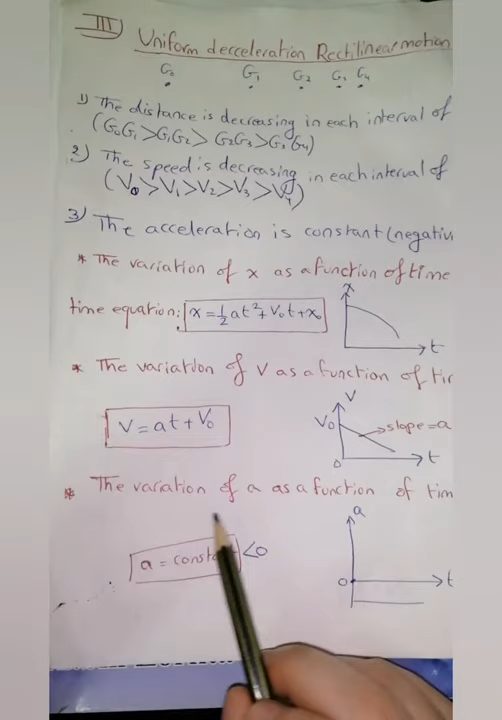 III Uniform decceleration Rectilinear motion
G₀ G₁ G₂ G₃ G₄
1) The distance is decreasing in each interval of
(G₀G₁>G₁G₂> G₂G₃>G₃G₄)
2) The speed is decreasing in each interval of
(V₀>V₁>V₂>V₃>V₄)
3) The acceleration is constant (negativ
* The variation of x as a function of time
time equation: x = ½at²+V₀t+x₀
x
t
* The variation of V as a function of tir
V = at + V₀
V
V₀
slope=a
0
t
* The variation of a as a function of tim
a = const <0
a
0
t